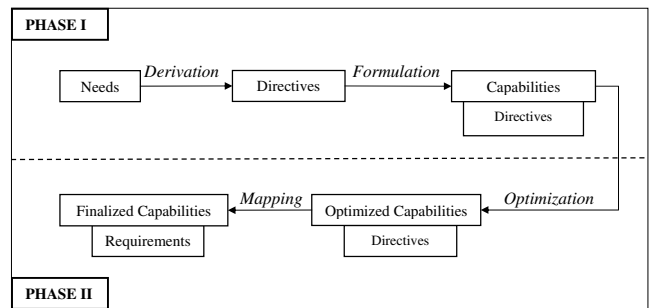 PHASE I
Derivation
Formulation
Needs
Directives
Capabilities
Directives
Mapping
Optimization
Finalized Capabilities
Optimized Capabilities
Requirements
Directives
PHASE II